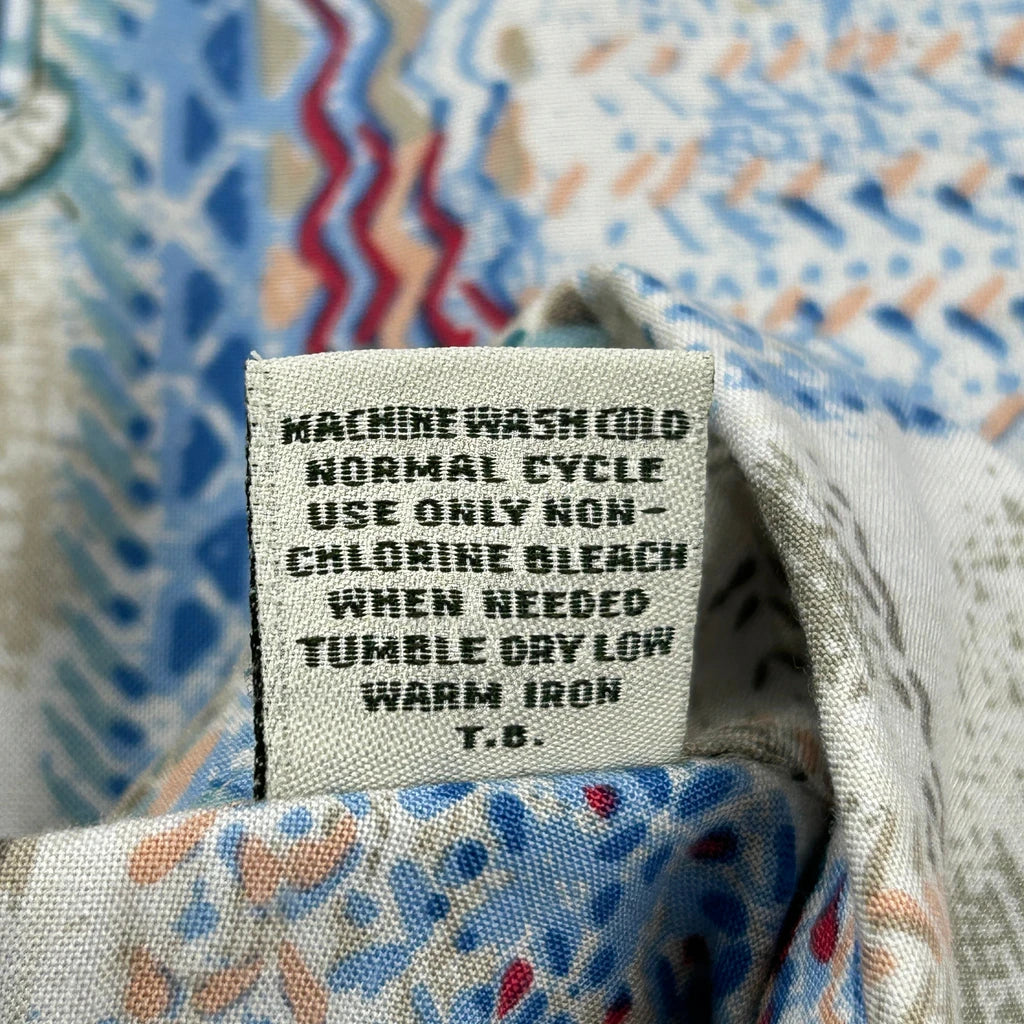 MACHINE WASH COLD
NORMAL CYCLE
USE ONLY NON-
CHLORINE BLEACH
WHEN NEEDED
TUMBLE DRY LOW
WARM IRON
T.B.